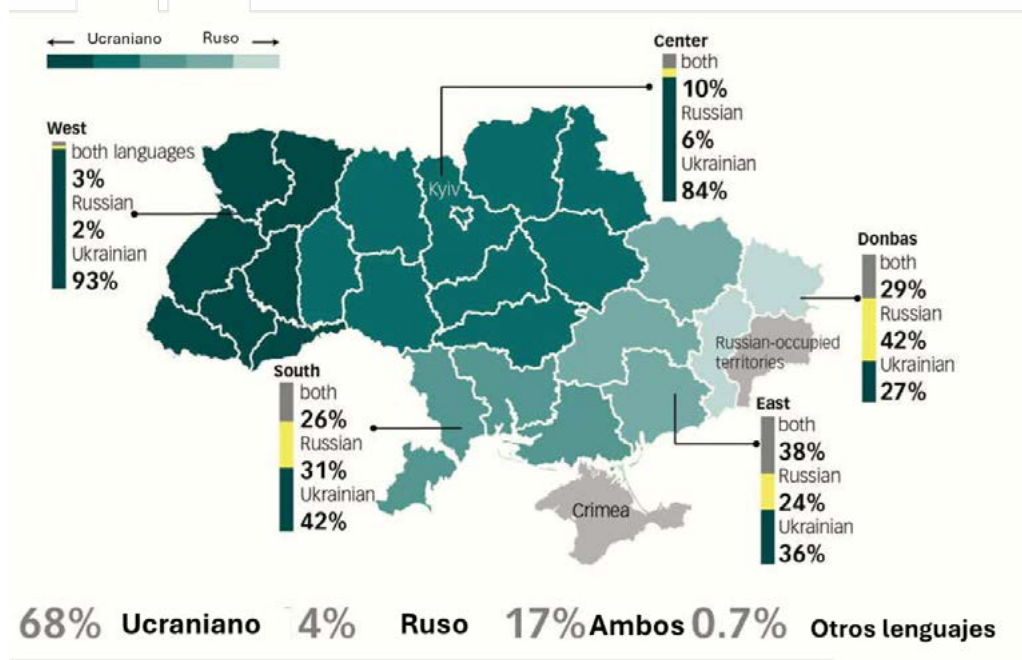 Ucraniano Ruso
Center
both
10%
Russian
6%
Ukrainian
84%
West
both languages
3%
Russian
2%
Ukrainian
93%
Kyiv
Donbas
both
29%
Russian
42%
Ukrainian
27%
Russian-occupied
territories
South
both
26%
Russian
31%
Ukrainian
42%
East
both
38%
Russian
24%
Ukrainian
36%
Crimea
68% Ucraniano 4% Ruso 17% Ambos 0.7% Otros lenguajes